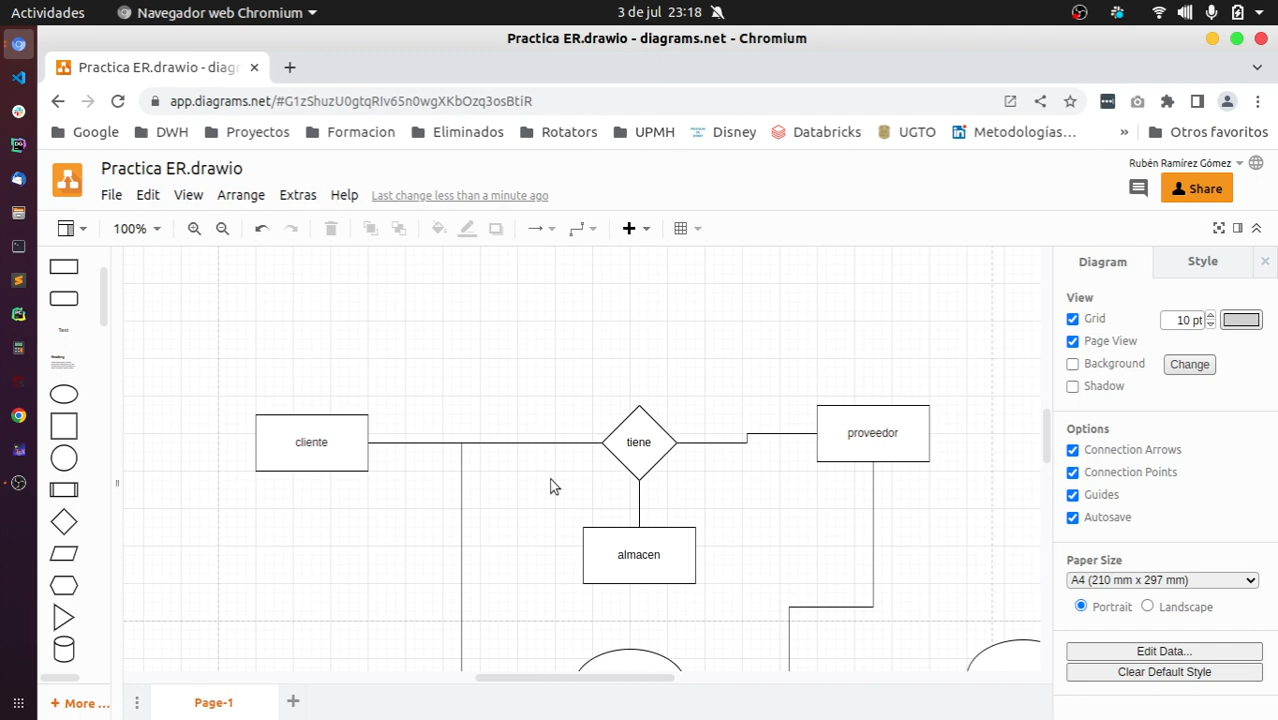 Actividades
Navegador web Chromium
3 de jul 23:18
Practica ER.drawio - diagrams.net - Chromium
Practica ER.drawio - diagr
app.diagrams.net/#G1zShuzU0gtqRIv65n0wgXKbOzq3osBtiR
Google
DWH
Proyectos
Formacion
Eliminados
Rotators
UPMH
Disney
Databricks
UGTO
Metodologías...
»
Otros favoritos
Practica ER.drawio
Rubén Ramírez Gómez
File
Edit
View
Arrange
Extras
Help
Last change less than a minute ago
Share
100%
Text
Heading
Diagram
Style
View
Grid
10 pt
Page View
Background
Change
Shadow
Options
Connection Arrows
Connection Points
Guides
Autosave
Paper Size
A4 (210 mm x 297 mm)
Portrait
Landscape
Edit Data...
Clear Default Style
cliente
tiene
proveedor
almacen
+ More ...
Page-1